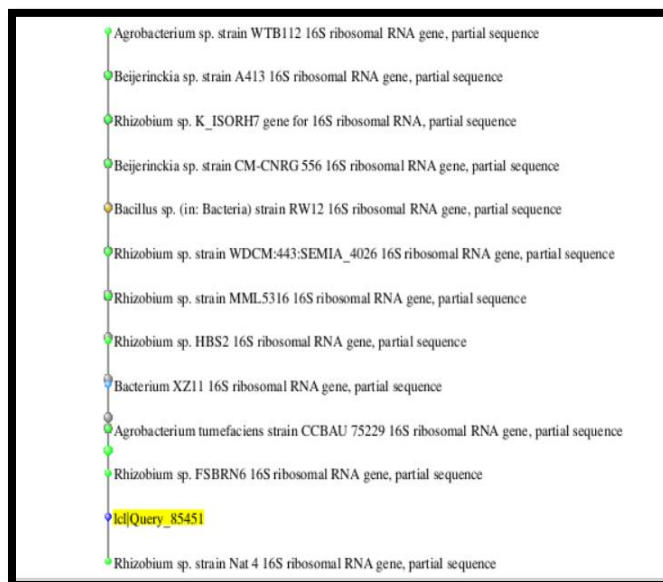 Agrobacterium sp. strain WTB112 16S ribosomal RNA gene, partial sequence
Beijerinckia sp. strain A413 16S ribosomal RNA gene, partial sequence
Rhizobium sp. K_ISORH7 gene for 16S ribosomal RNA, partial sequence
Beijerinckia sp. strain CM-CNRG 556 16S ribosomal RNA gene, partial sequence
Bacillus sp. (in: Bacteria) strain RW12 16S ribosomal RNA gene, partial sequence
Rhizobium sp. strain WDCM:443:SEMIA_4026 16S ribosomal RNA gene, partial sequence
Rhizobium sp. strain MML5316 16S ribosomal RNA gene, partial sequence
Rhizobium sp. HBS2 16S ribosomal RNA gene, partial sequence
Bacterium XZ11 16S ribosomal RNA gene, partial sequence
Agrobacterium tumefaciens strain CCBAU 75229 16S ribosomal RNA gene, partial sequence
Rhizobium sp. FSBRN6 16S ribosomal RNA gene, partial sequence
lcl|Query_85451
Rhizobium sp. strain Nat 4 16S ribosomal RNA gene, partial sequence